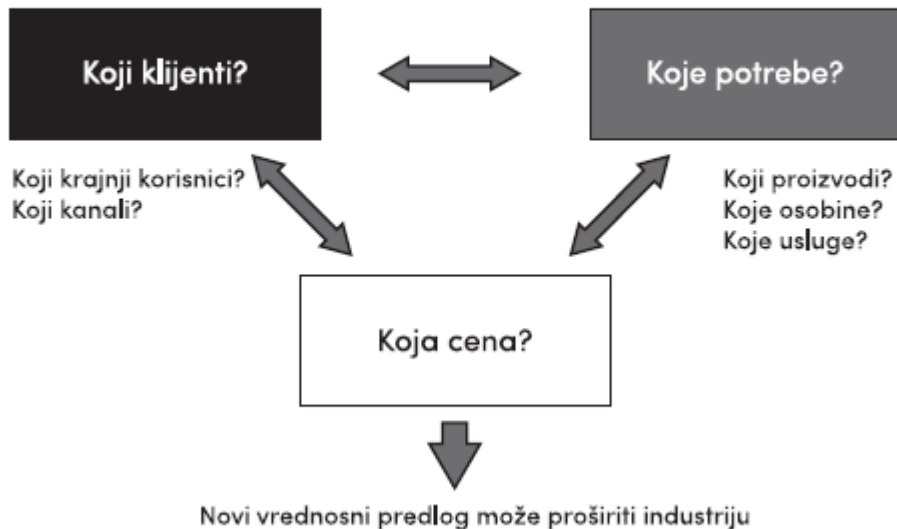 Koji klijenti?
Koje potrebe?
Koji krajnji korisnici?
Koji kanali?
Koji proizvodi?
Koje osobine?
Koje usluge?
Koja cena?
Novi vrednosni predlog može proširiti industriju